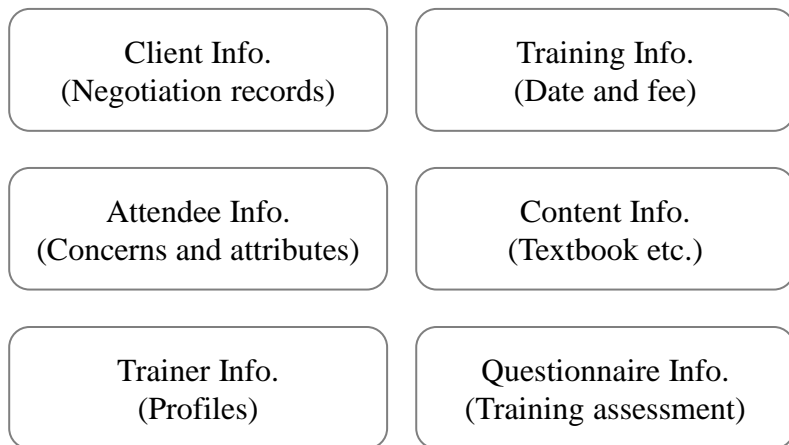 Client Info.
(Negotiation records)
Training Info.
(Date and fee)
Attendee Info.
(Concerns and attributes)
Content Info.
(Textbook etc.)
Trainer Info.
(Profiles)
Questionnaire Info.
(Training assessment)